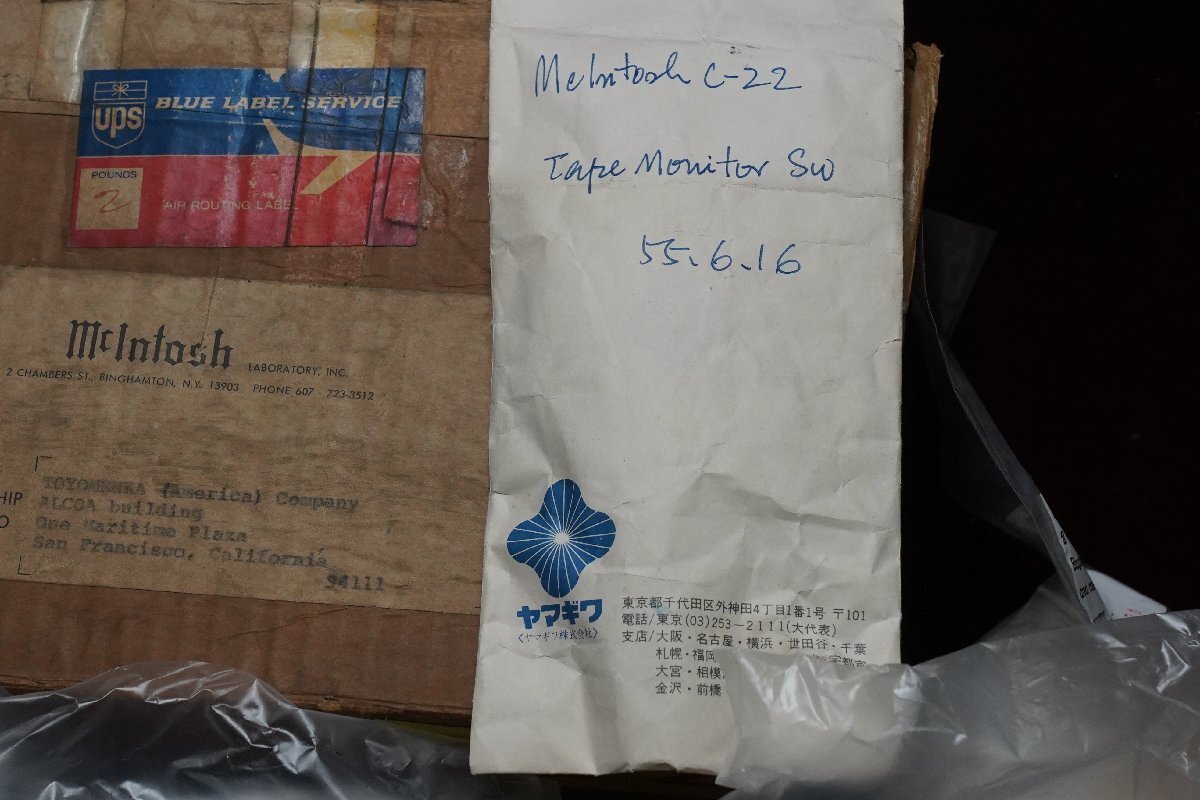 ups
BLUE LABEL SERVICE
POUNDS
2
AIR ROUTING LABEL
McIntosh LABORATORY, INC.
2 CHAMBERS ST., BINGHAMTON, N.Y. 13903 PHONE 607 - 723-3512
HIP
O
TOYOMENKA (America) Company
ALCOA building
One Maritime Plaza
San Francisco, California
94111
McIntosh C-22
Tape Monitor SW
55.6.16
ヤマギワ
〈ヤマギワ株式会社〉
東京都千代田区外神田4丁目1番1号 〒101
電話/東京(03)253-2111(大代表)
支店/大阪・名古屋・横浜・世田谷・千葉
札幌・福岡 宇都宮
大宮・相模
金沢・前橋